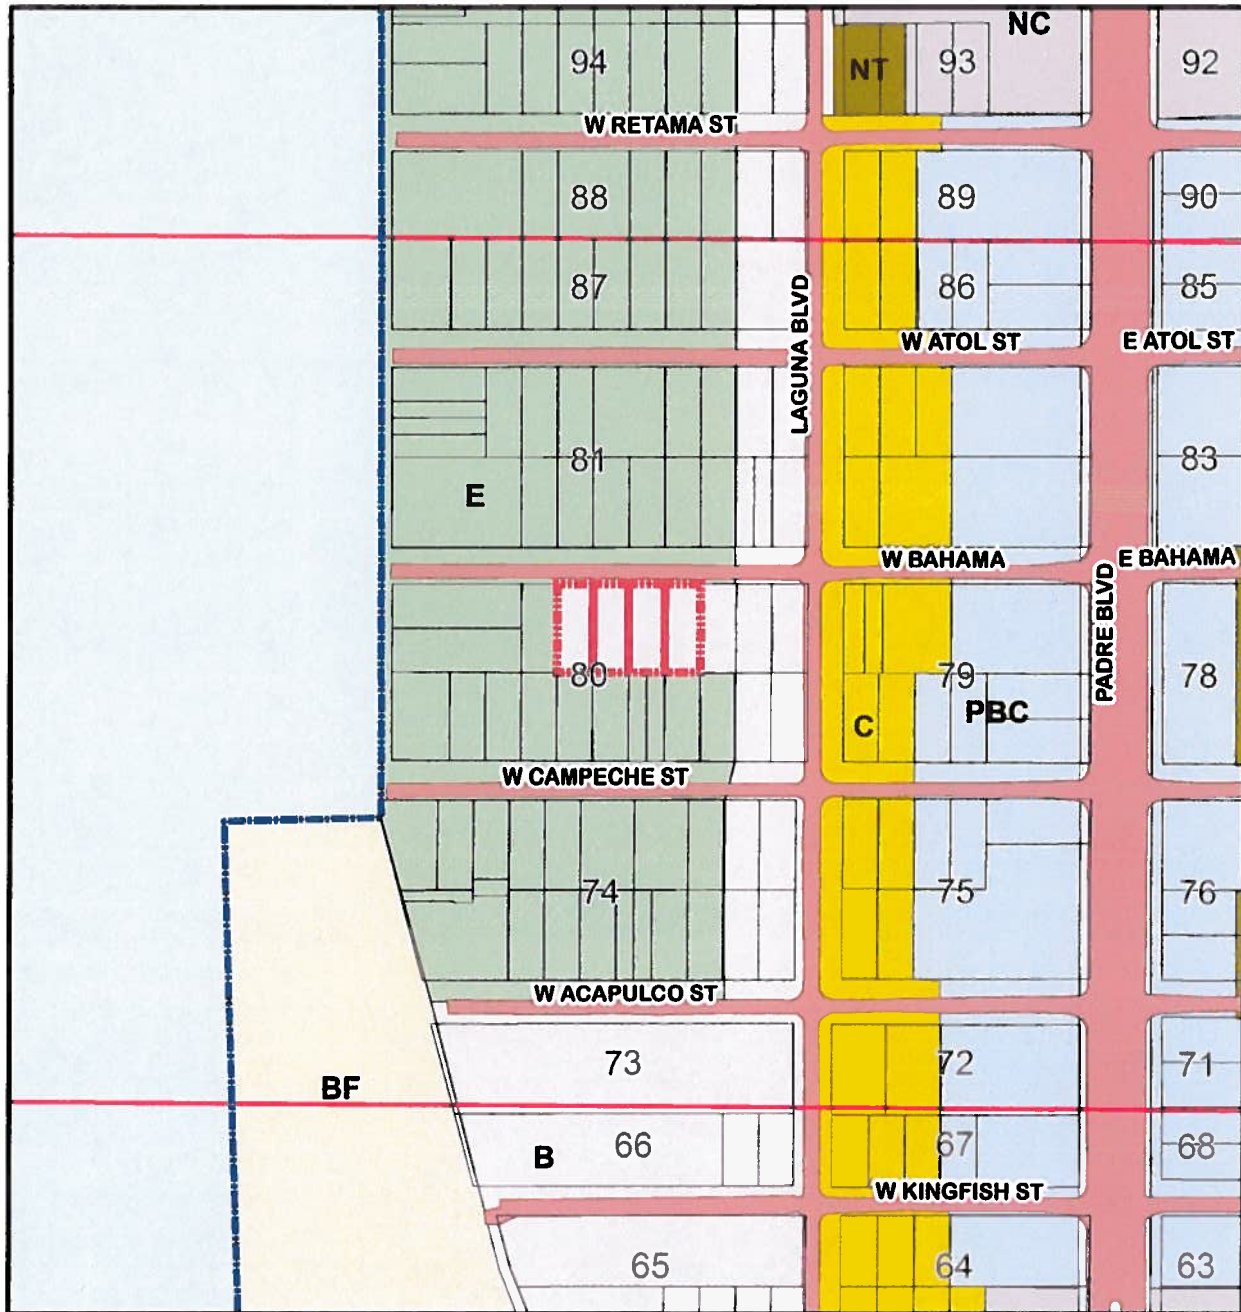 NC
94
NT
93
92
W RETAMA ST
88
89
90
87
86
85
LAGUNA BLVD
W ATOL ST
E ATOL ST
81
83
E
W BAHAMA
E BAHAMA
PADRE BLVD
80
79
78
C
PBC
W CAMPECHE ST
74
75
76
W ACAPULCO ST
73
72
71
BF
66
B
67
68
W KINGFISH ST
65
64
63